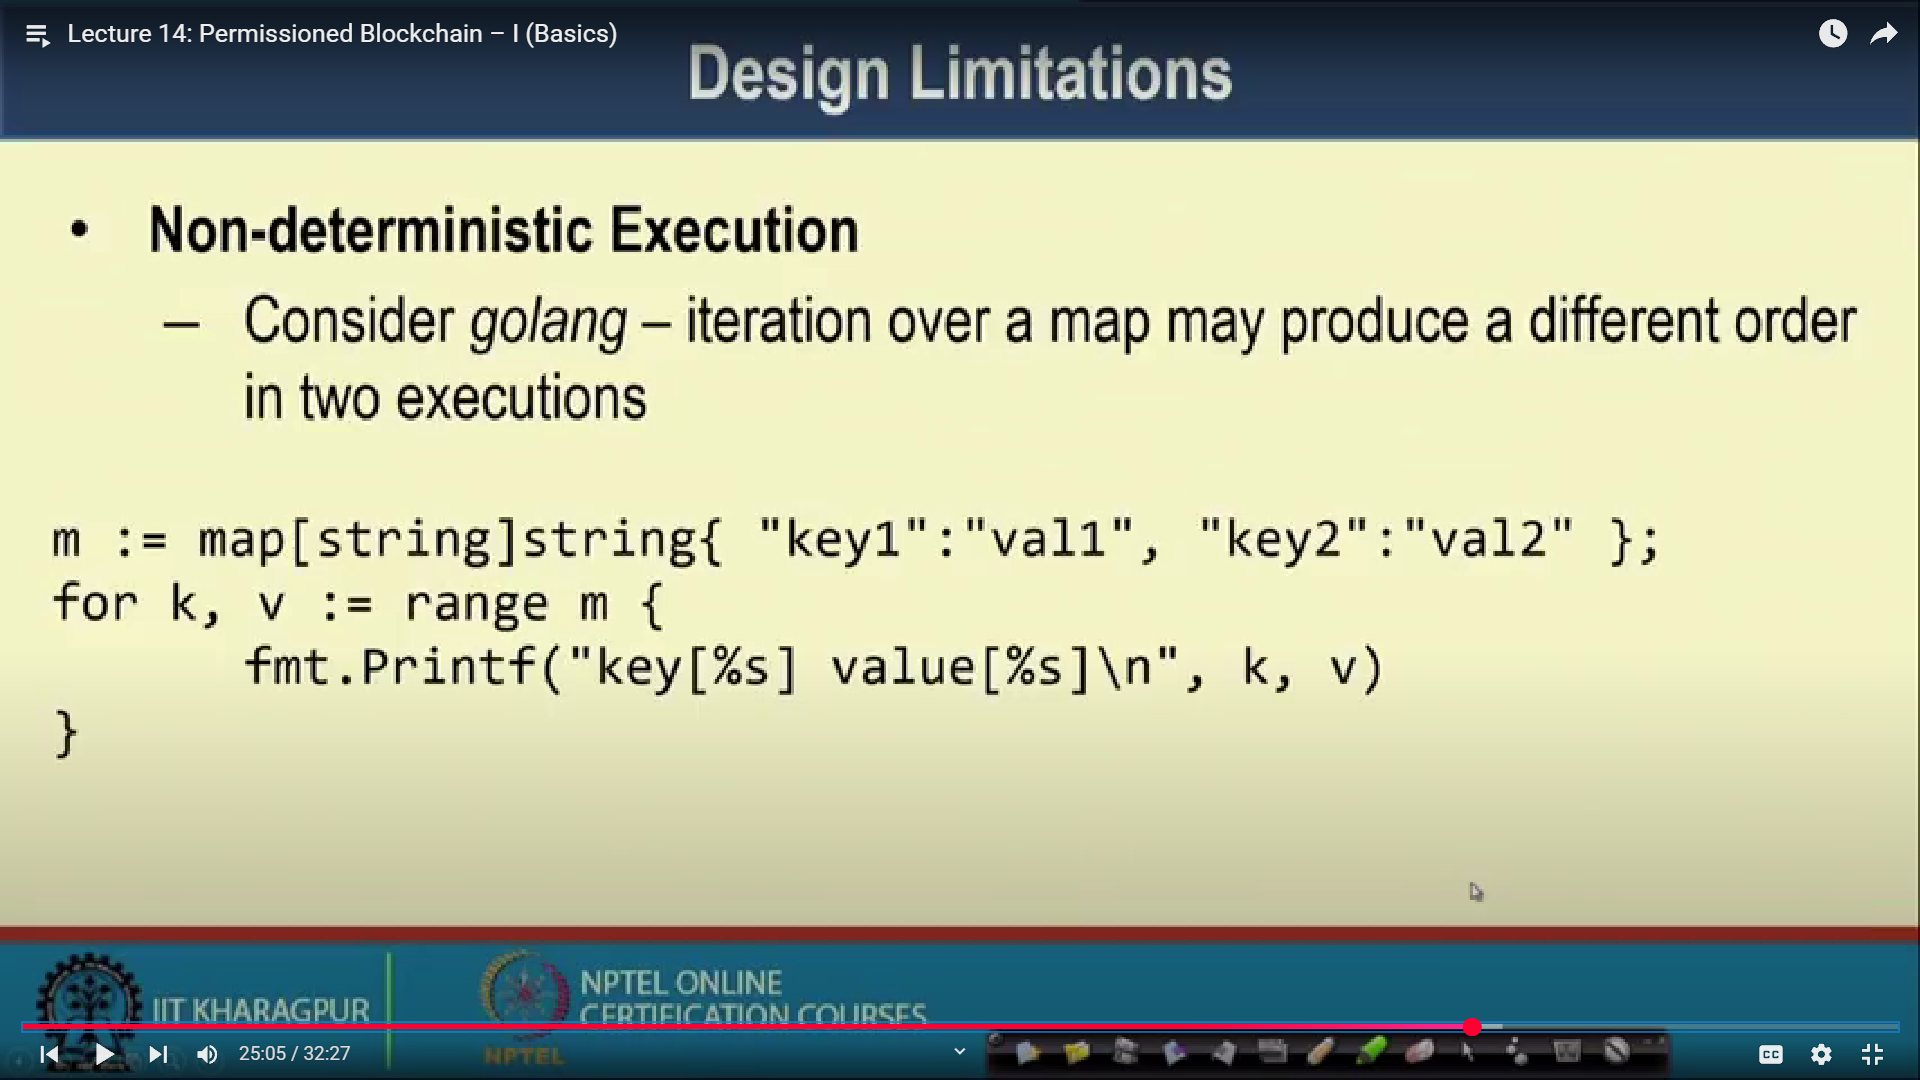 Lecture 14: Permissioned Blockchain – I (Basics)
Design Limitations
• Non-deterministic Execution
– Consider golang – iteration over a map may produce a different order
in two executions
m := map[string]string{ "key1":"val1", "key2":"val2" };
for k, v := range m {
fmt.Printf("key[%s] value[%s]\n", k, v)
}
IIT KHARAGPUR
NPTEL ONLINE
CERTIFICATION COURSES
NPTEL
25:05 / 32:27
CC